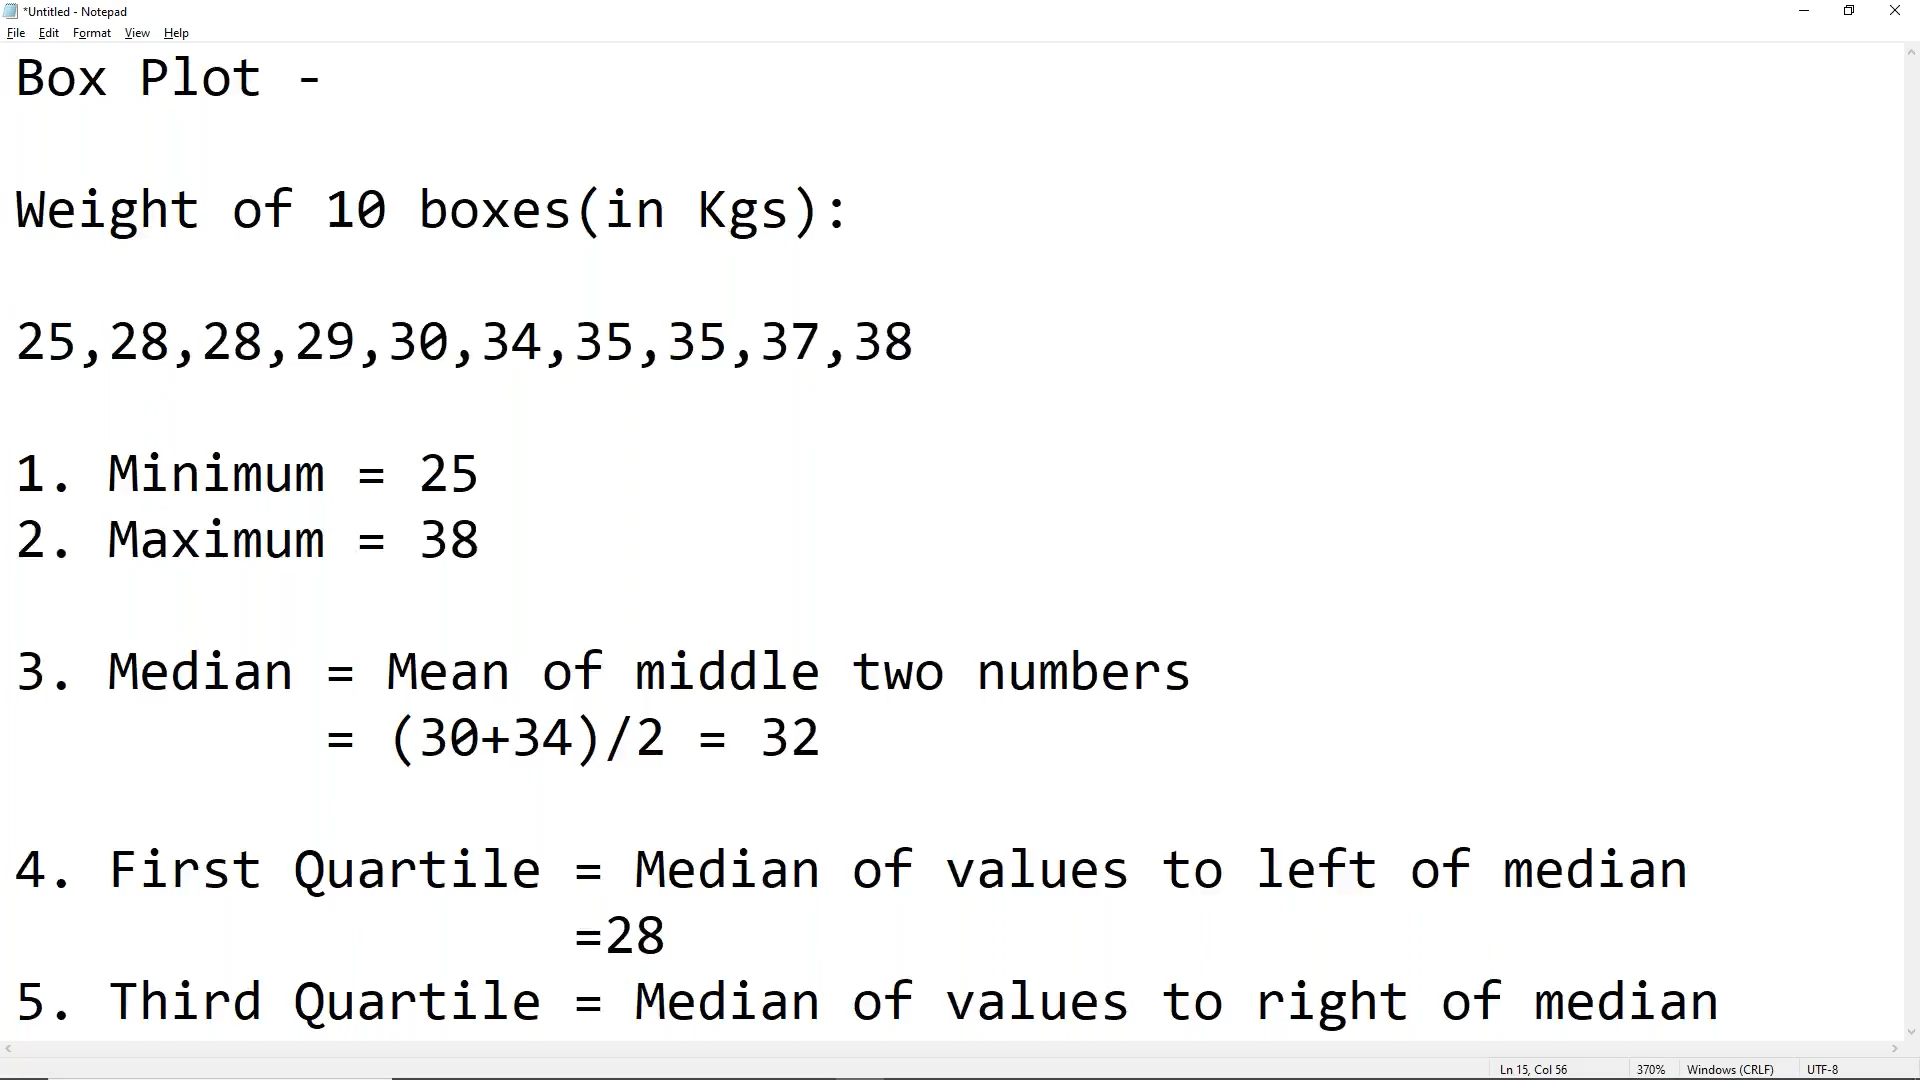 *Untitled - Notepad
File Edit Format View Help
Box Plot -
Weight of 10 boxes(in Kgs):
25,28,28,29,30,34,35,35,37,38
1. Minimum = 25
2. Maximum = 38
3. Median = Mean of middle two numbers
= (30+34)/2 = 32
4. First Quartile = Median of values to left of median
=28
5. Third Quartile = Median of values to right of median
Ln 15, Col 56 370% Windows (CRLF) UTF-8